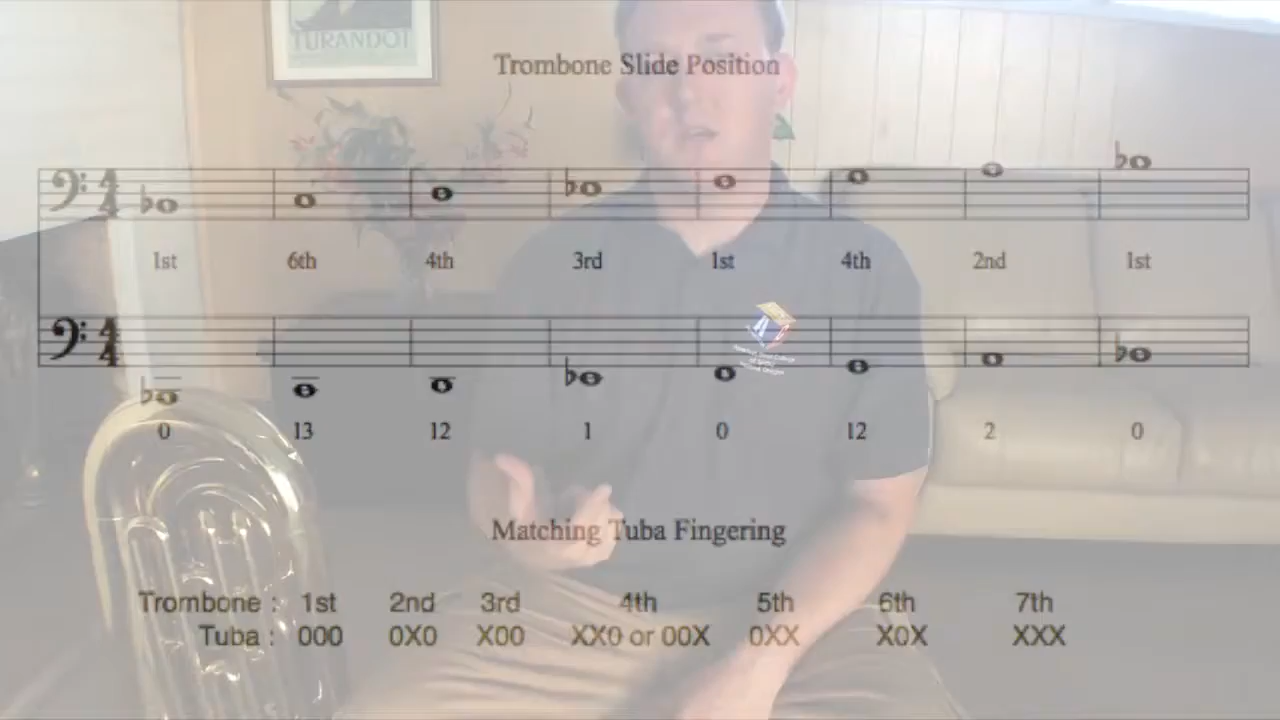 TURANDOT
Trombone Slide Position
1st 6th 4th 3rd 1st 4th 2nd 1st
0 13 12 1 0 12 2 0
Matching Tuba Fingering
Trombone : 1st 2nd 3rd 4th 5th 6th 7th
Tuba : 000 0X0 X00 XX0 or 00X 0XX X0X XXX